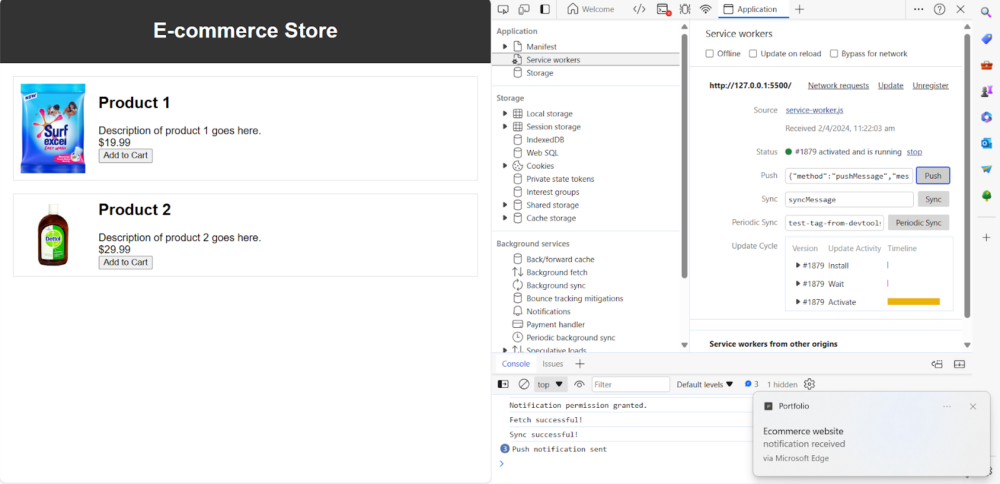 E-commerce Store
NEW
Surf
excel
EASY WASH
Product 1
Description of product 1 goes here.
$19.99
Add to Cart
Dettol
Product 2
Description of product 2 goes here.
$29.99
Add to Cart
Welcome
Application
Application
Manifest
Service workers
Storage
Storage
Local storage
Session storage
IndexedDB
Web SQL
Cookies
Private state tokens
Interest groups
Shared storage
Cache storage
Background services
Back/forward cache
Background fetch
Background sync
Bounce tracking mitigations
Notifications
Payment handler
Periodic background sync
Speculative loads
Service workers
Offline Update on reload Bypass for network
http://127.0.0.1:5500/ Network requests Update Unregister
Source service-worker.js
Received 2/4/2024, 11:22:03 am
Status #1879 activated and is running stop
Push {"method":"pushMessage","mes Push
Sync syncMessage Sync
Periodic Sync test-tag-from-devtools Periodic Sync
Update Cycle Version Update Activity Timeline
#1879 Install
#1879 Wait
#1879 Activate
Service workers from other origins
Console Issues
top Filter Default levels 3 1 hidden
Notification permission granted.
Fetch successful!
Sync successful!
3 Push notification sent
P Portfolio
Ecommerce website
notification received
via Microsoft Edge